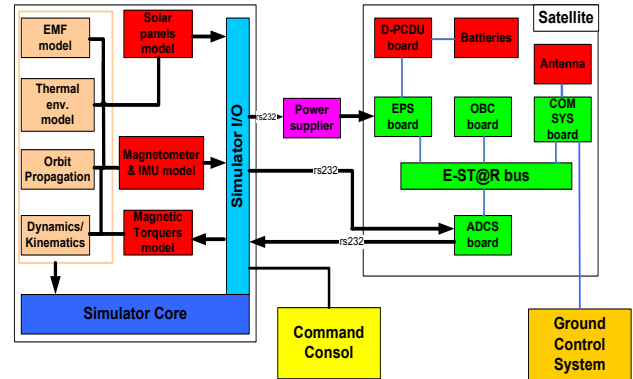 EMF
model
Solar
panels
model
Thermal
env. model
Orbit
Propagation
Magnetometer
& IMU model
Dynamics/
Kinematics
Magnetic
Torquers
model
Simulator Core
Simulator I/O
rs232
Power
supplier
rs232
rs232
Command
Consol
Satellite
D-PCDU
board
Batteries
Antenna
EPS
board
OBC
board
COM
SYS
board
E-ST@R bus
ADCS
board
Ground
Control
System